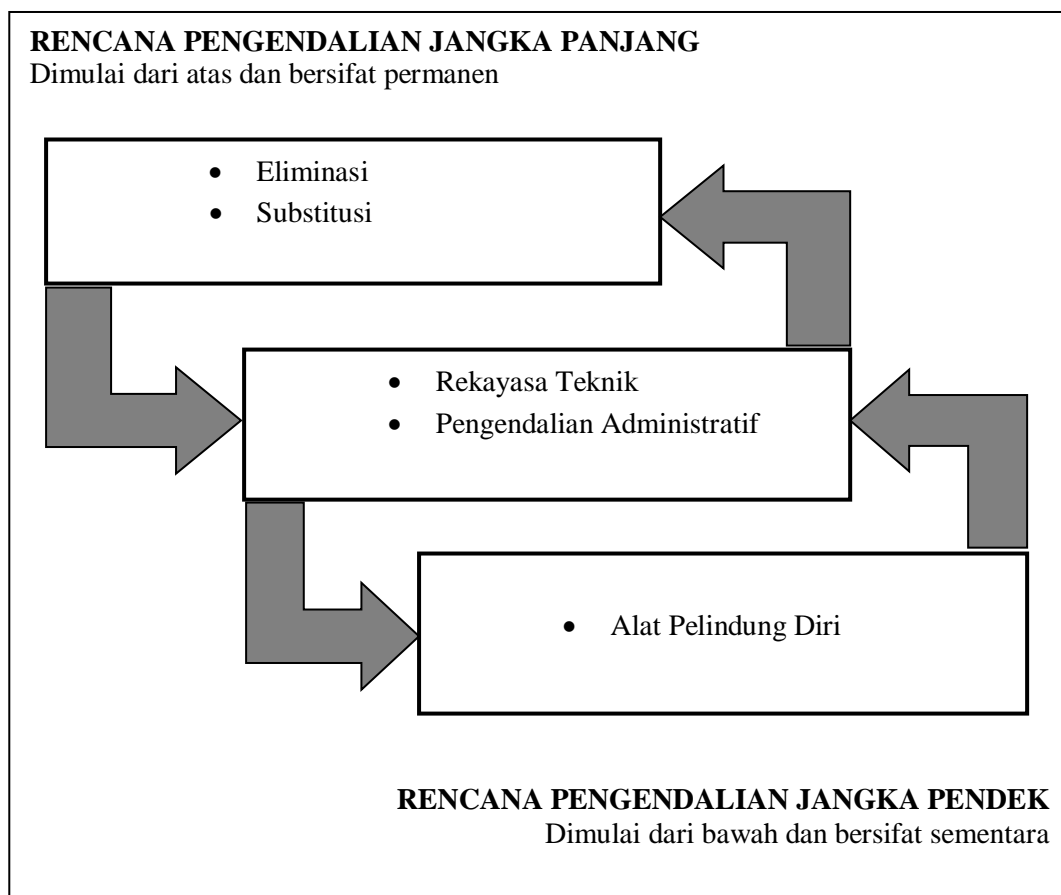 RENCANA PENGENDALIAN JANGKA PANJANG
Dimulai dari atas dan bersifat permanen
• Eliminasi
• Substitusi
• Rekayasa Teknik
• Pengendalian Administratif
• Alat Pelindung Diri
RENCANA PENGENDALIAN JANGKA PENDEK
Dimulai dari bawah dan bersifat sementara